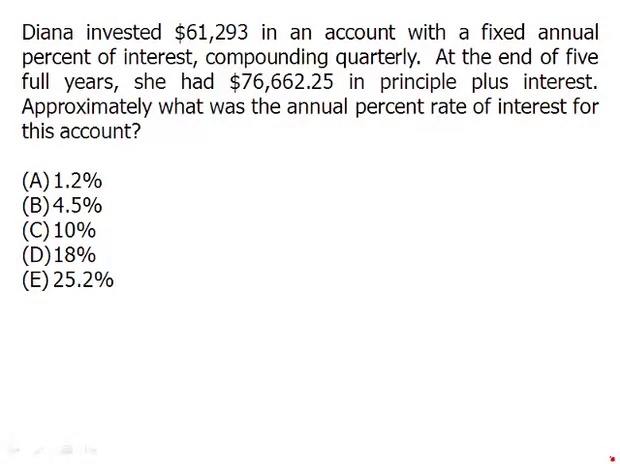 Diana invested $61,293 in an account with a fixed annual
percent of interest, compounding quarterly. At the end of five
full years, she had $76,662.25 in principle plus interest.
Approximately what was the annual percent rate of interest for
this account?
(A) 1.2%
(B) 4.5%
(C) 10%
(D) 18%
(E) 25.2%